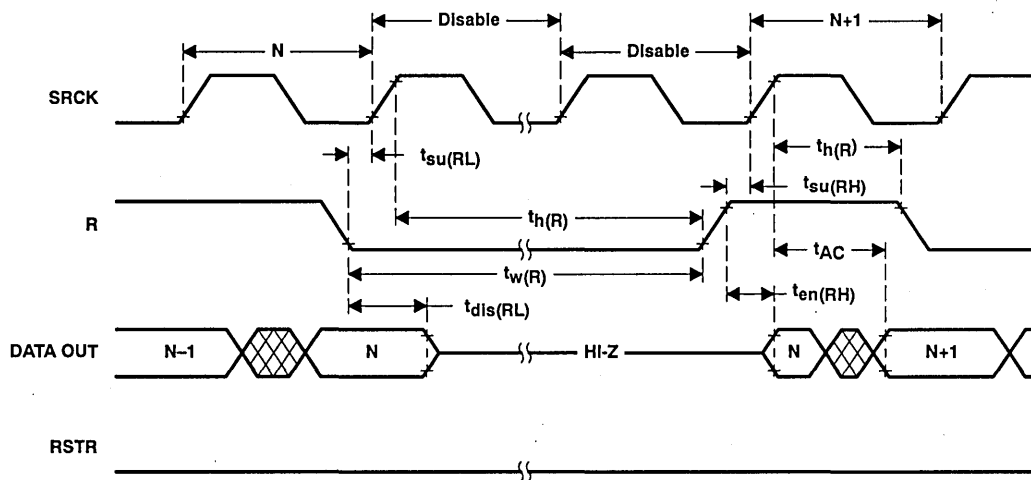 Disable
N
N+1
Disable
SRCK
th(R)
tsu(RL)
tsu(RH)
R
th(R)
tAC
tw(R)
ten(RH)
tdis(RL)
DATA OUT
N–1
N
HI-Z
N
N+1
RSTR